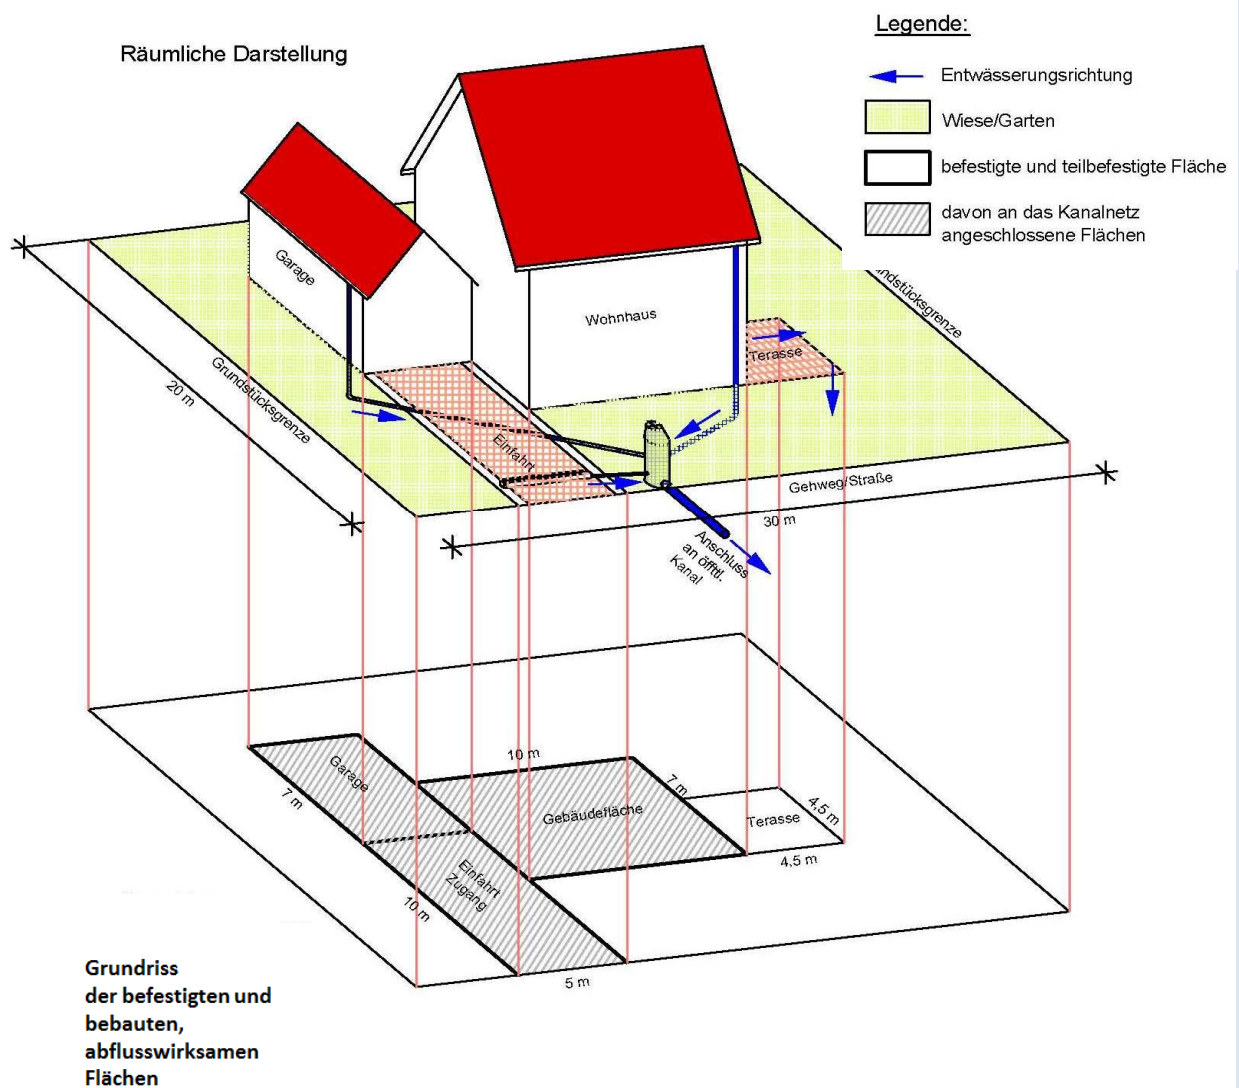 Legende:
Räumliche Darstellung
Entwässerungsrichtung
Wiese/Garten
befestigte und teilbefestigte Fläche
davon an das Kanalnetz
angeschlossene Flächen
Garage
Wohnhaus
Terasse
ndstücksgrenze
Grundstücksgrenze
20 m
Einfahrt
Gehweg/Straße
30 m
Anschluss
an öfftl.
Kanal
10 m
Garage
7 m
7 m
Gebäudefläche
4,5 m
Terasse
4,5 m
Einfahrt
Zugang
10 m
5 m
Grundriss
der befestigten und
bebauten,
abflusswirksamen
Flächen